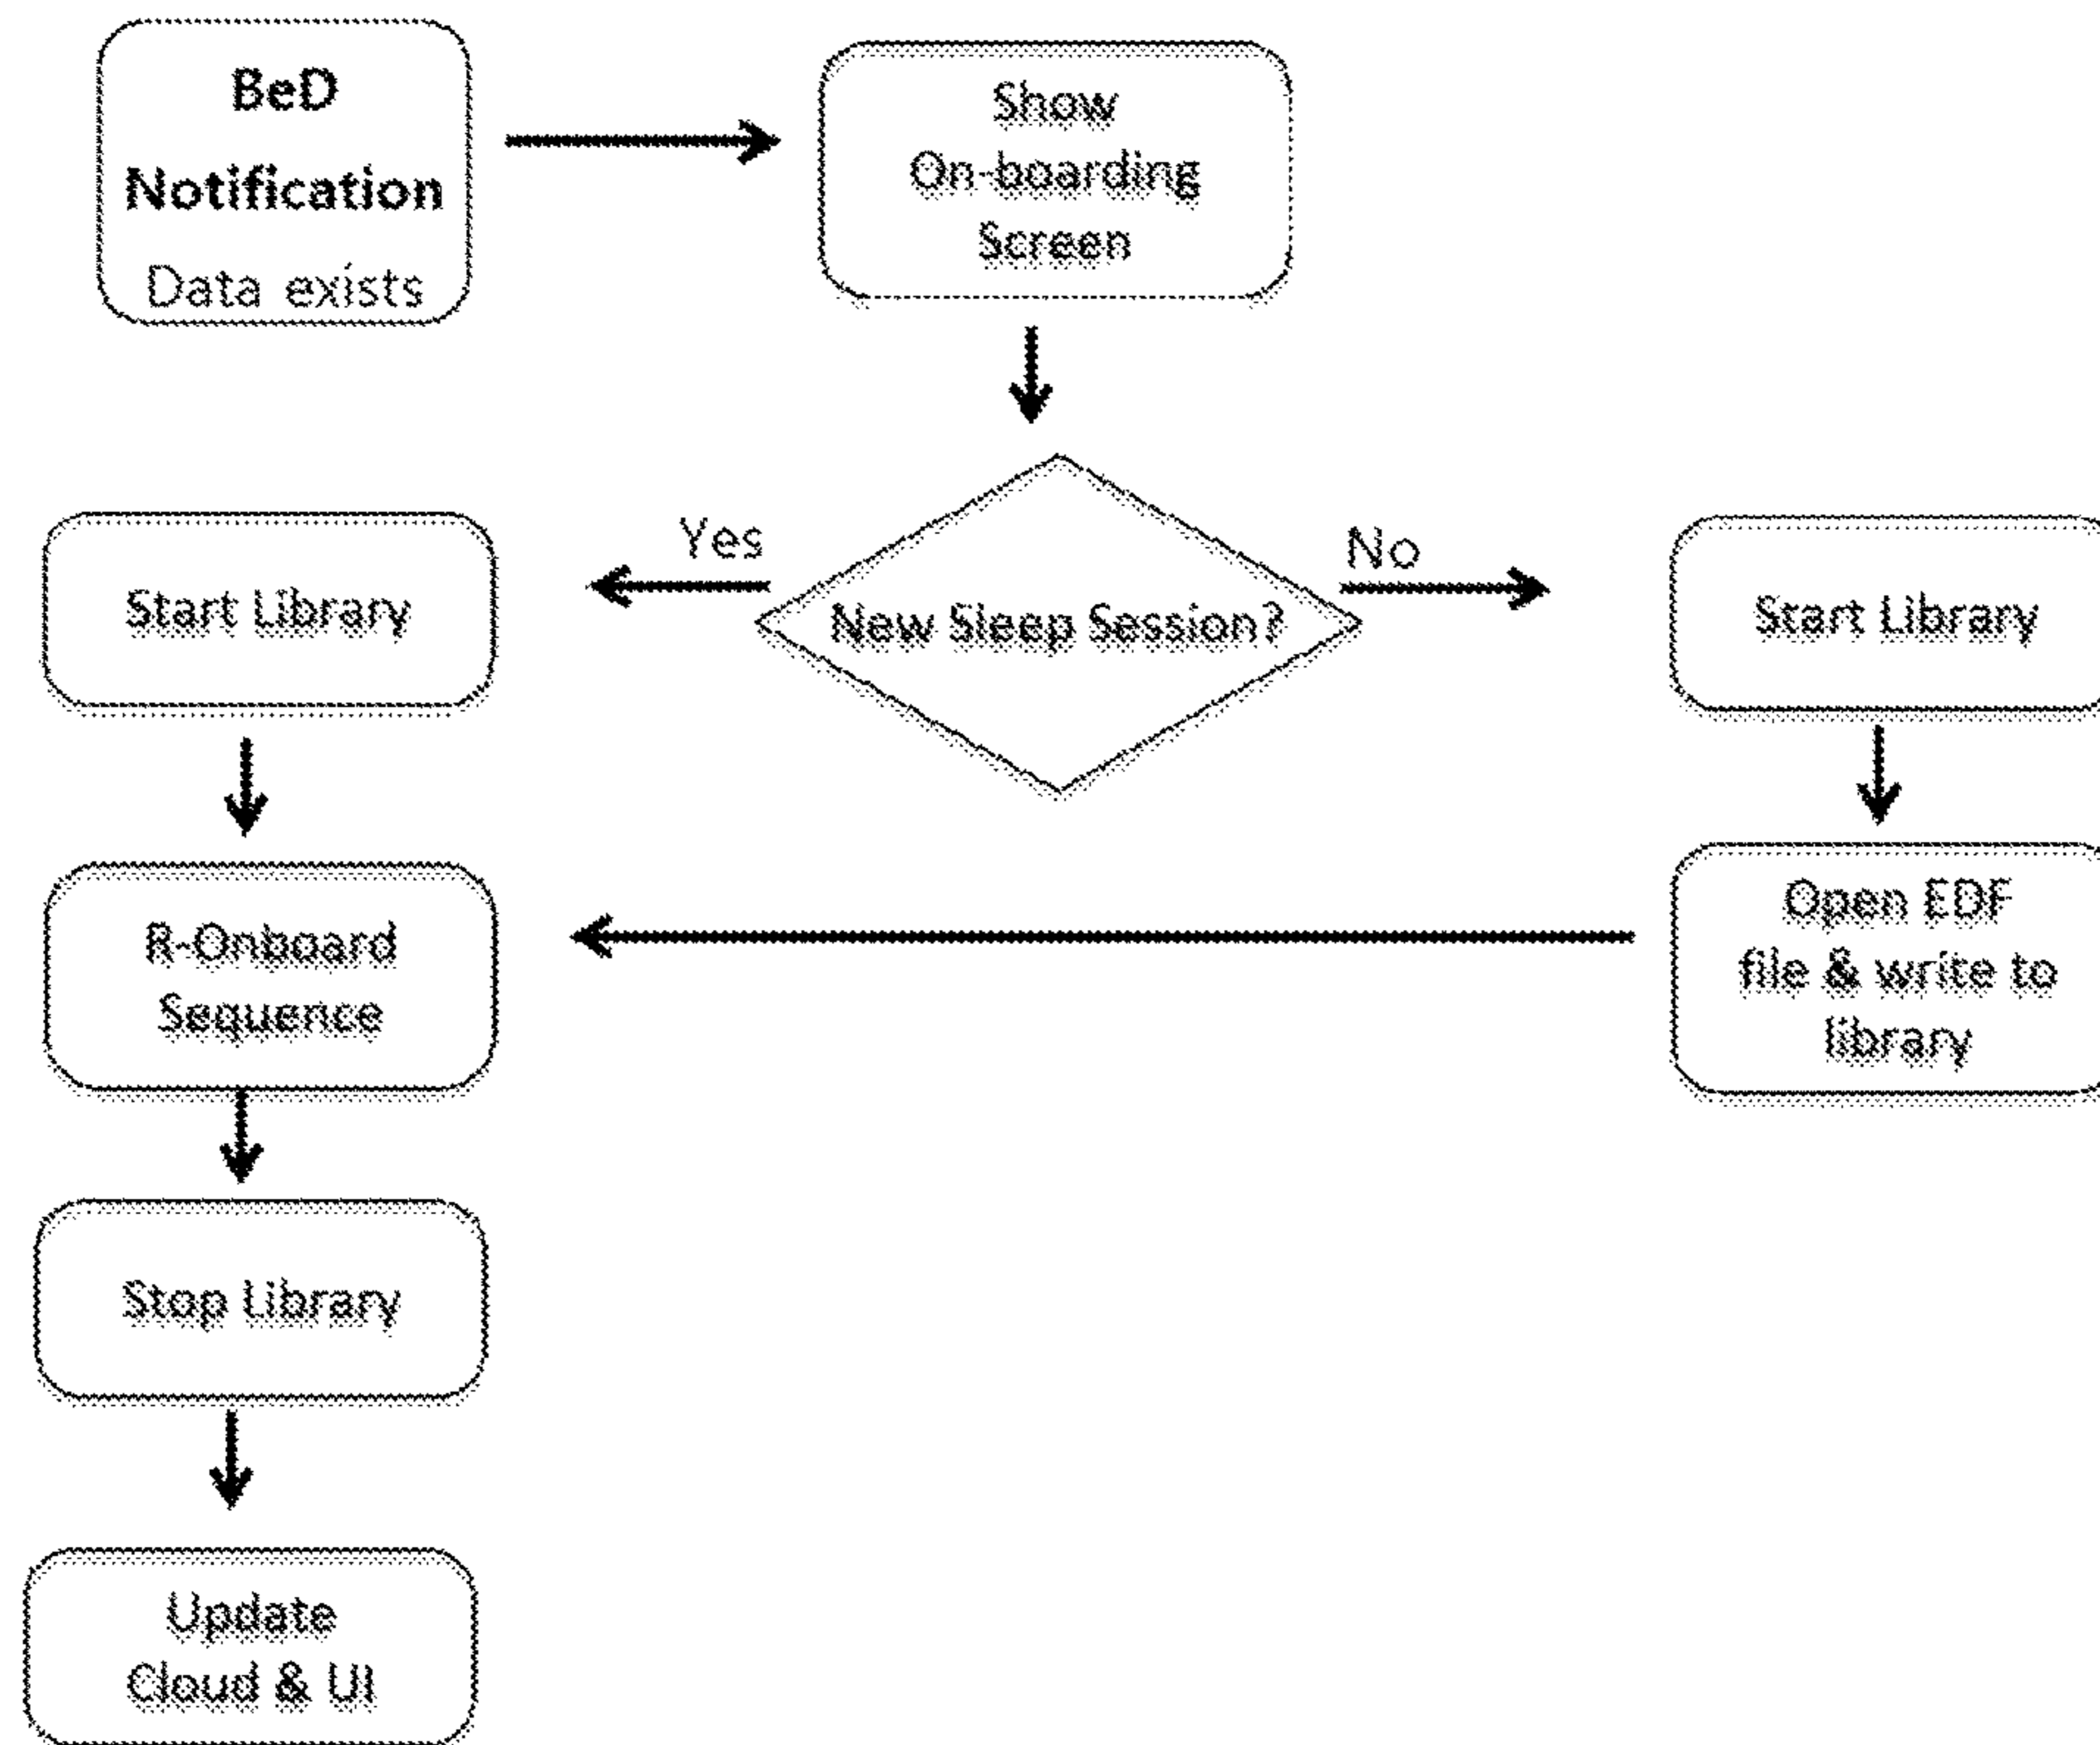 BeD
Notification
Data exists
Show
On-boarding
Screen
Yes
No
Start Library
New Sleep Session?
Start Library
R-Onboard
Sequence
Open EDF
file & write to
library
Stop Library
Update
Cloud & UI